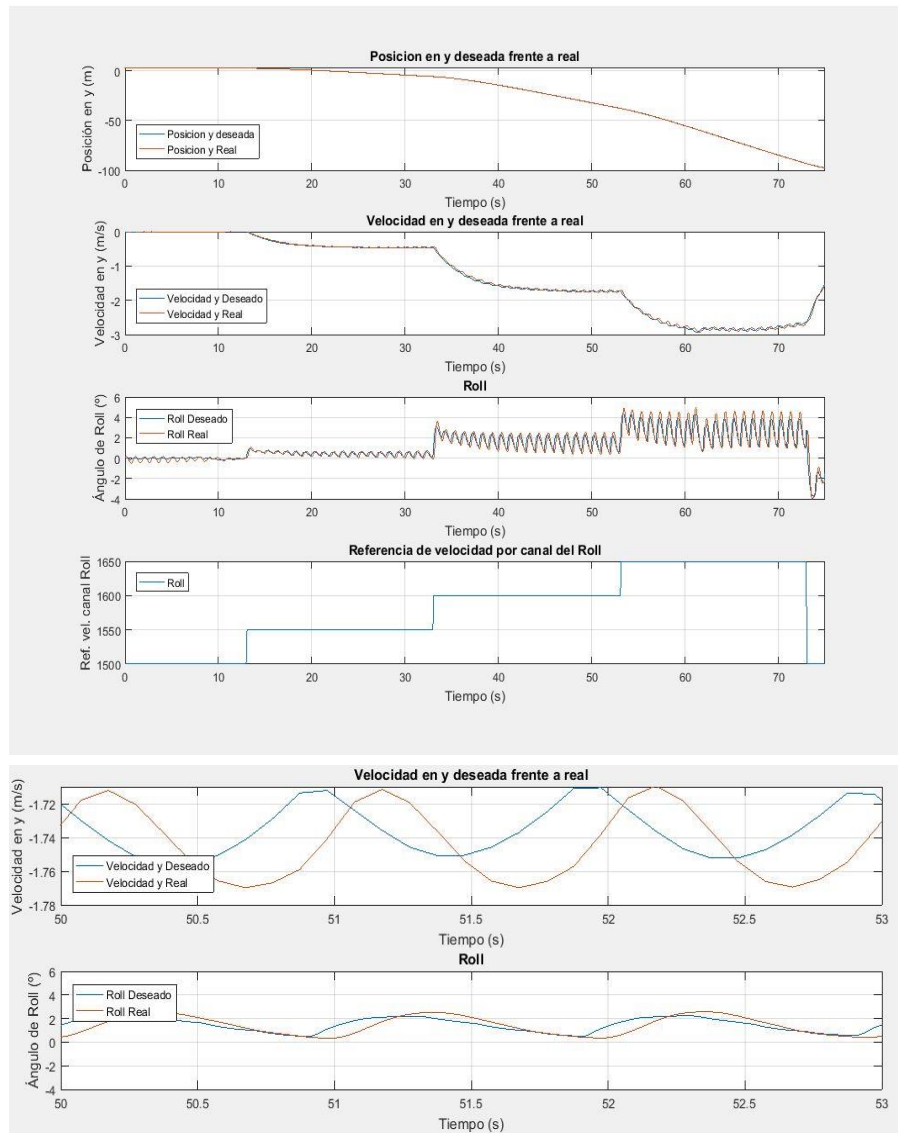 Posicion en y deseada frente a real
Posición en y (m)
0
-50
-100
Posicion y deseada
Posicion y Real
0 10 20 30 40 50 60 70
Tiempo (s)
Velocidad en y deseada frente a real
Velocidad en y (m/s)
0
-1
-2
-3
Velocidad y Deseado
Velocidad y Real
0 10 20 30 40 50 60 70
Tiempo (s)
Roll
Ángulo de Roll (º)
6
4
2
0
-2
-4
Roll Deseado
Roll Real
0 10 20 30 40 50 60 70
Tiempo (s)
Referencia de velocidad por canal del Roll
Ref. vel. canal Roll
1650
1600
1550
1500
Roll
0 10 20 30 40 50 60 70
Tiempo (s)
Velocidad en y deseada frente a real
Velocidad en y (m/s)
-1.72
-1.74
-1.76
-1.78
Velocidad y Deseado
Velocidad y Real
50 50.5 51 51.5 52 52.5 53
Tiempo (s)
Roll
Ángulo de Roll (º)
6
4
2
0
-2
-4
Roll Deseado
Roll Real
50 50.5 51 51.5 52 52.5 53
Tiempo (s)